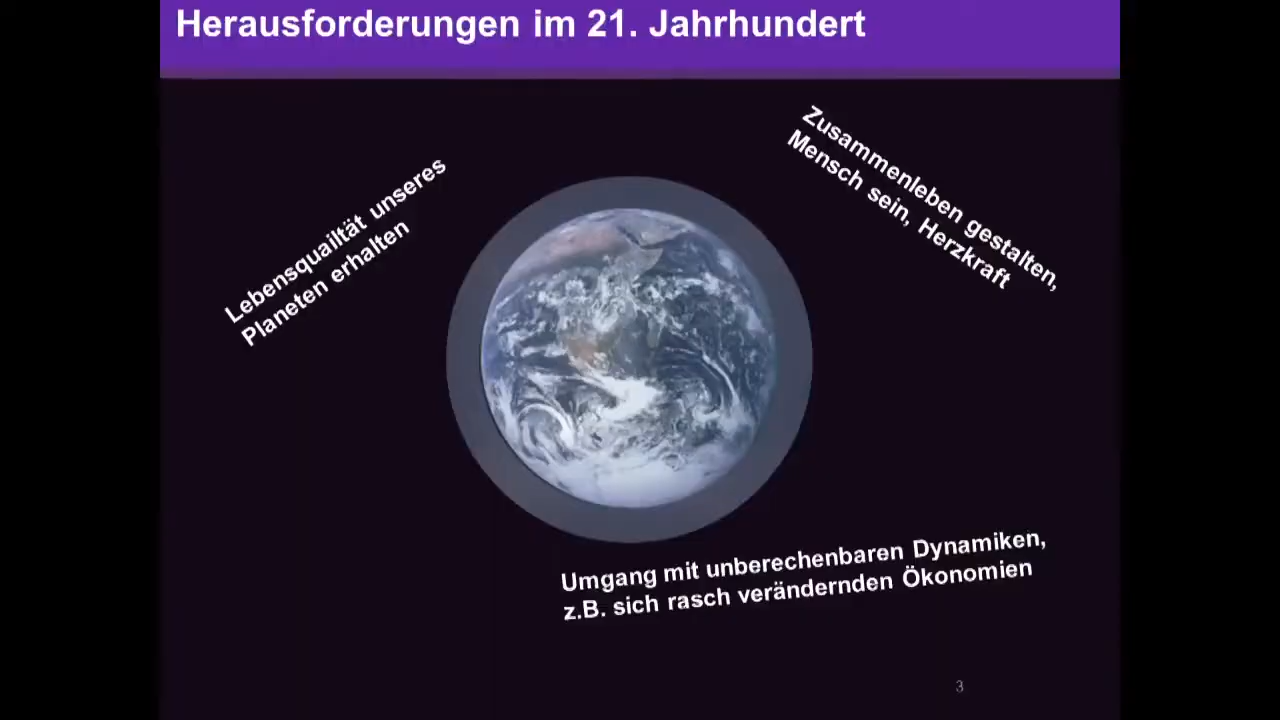 Herausforderungen im 21. Jahrhundert
Lebensquailtät unseres
Planeten erhalten
Zusammenleben gestalten,
Mensch sein, Herzkraft
Umgang mit unberechenbaren Dynamiken,
z.B. sich rasch verändernden Ökonomien
3